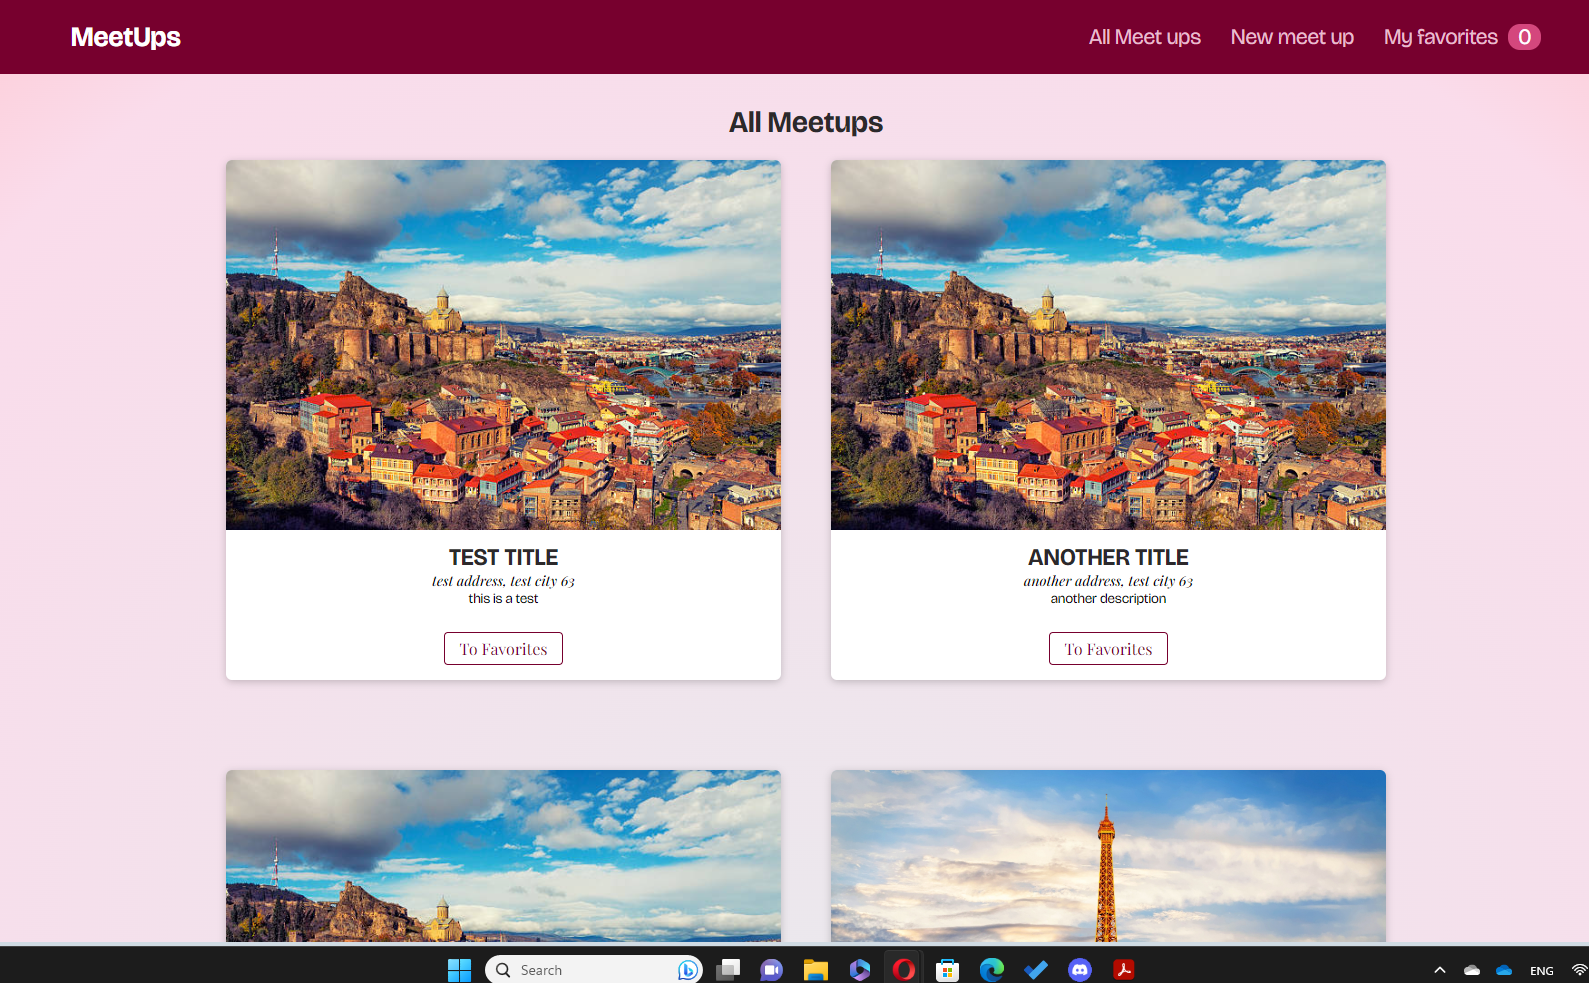 MeetUps
All Meet ups New meet up My favorites 0
All Meetups
TEST TITLE
test address, test city 63
this is a test
To Favorites
ANOTHER TITLE
another address, test city 63
another description
To Favorites
Search
ENG